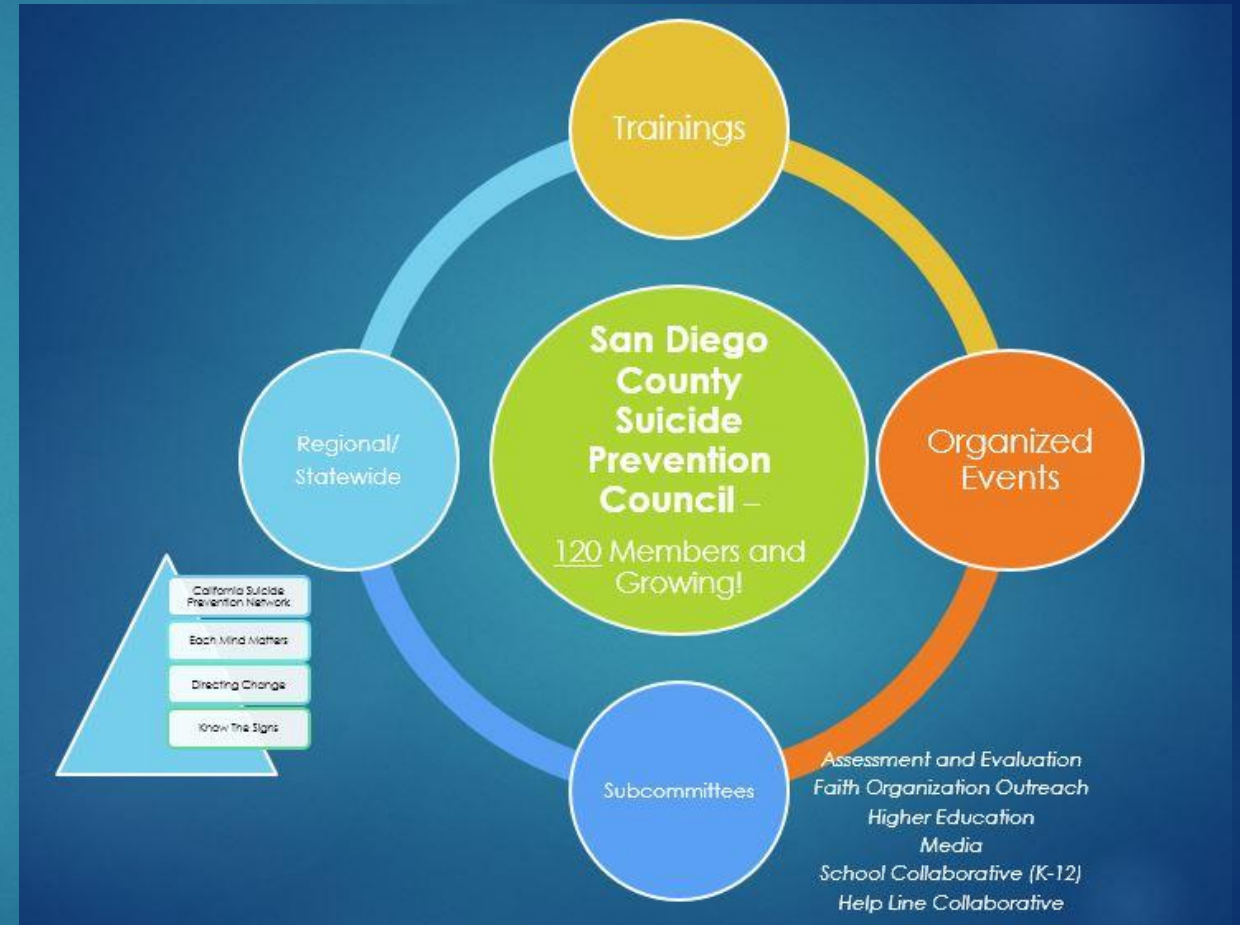 Trainings
San Diego
County
Suicide
Prevention
Council –
120 Members and
Growing!
Organized
Events
Regional/
Statewide
California Suicide
Prevention Network
Each Mind Matters
Directing Change
Know The Signs
Subcommittees
Assessment and Evaluation
Faith Organization Outreach
Higher Education
Media
School Collaborative (K-12)
Help Line Collaborative